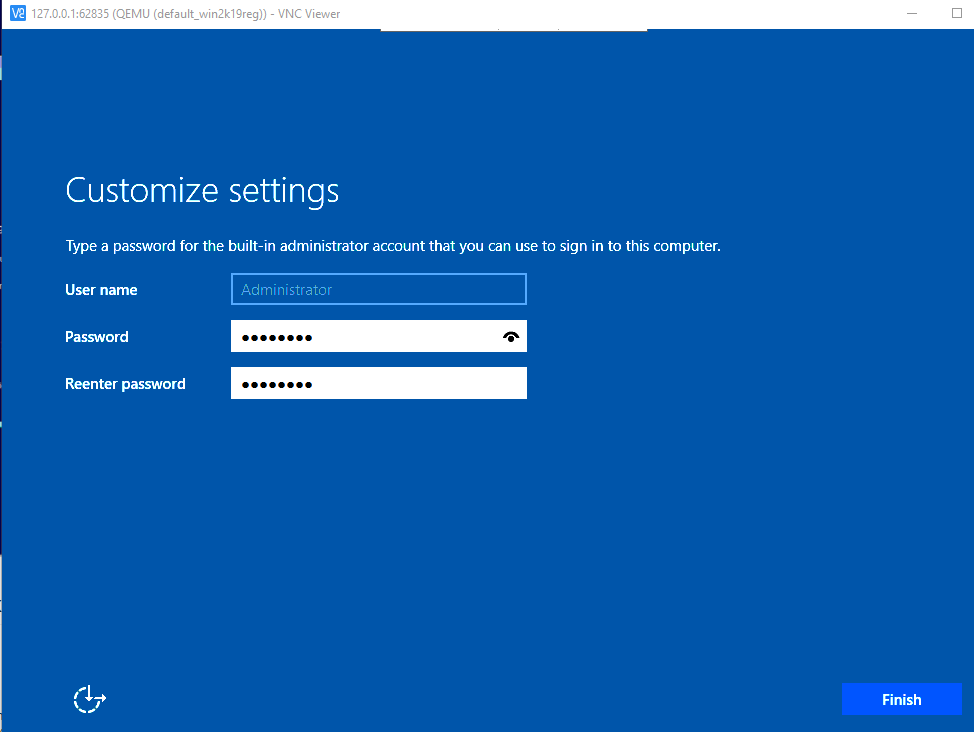 V2 127.0.0.1:62835 (QEMU (default_win2k19reg)) - VNC Viewer
Customize settings
Type a password for the built-in administrator account that you can use to sign in to this computer.
User name
Administrator
Password
••••••••
Reenter password
••••••••
Finish